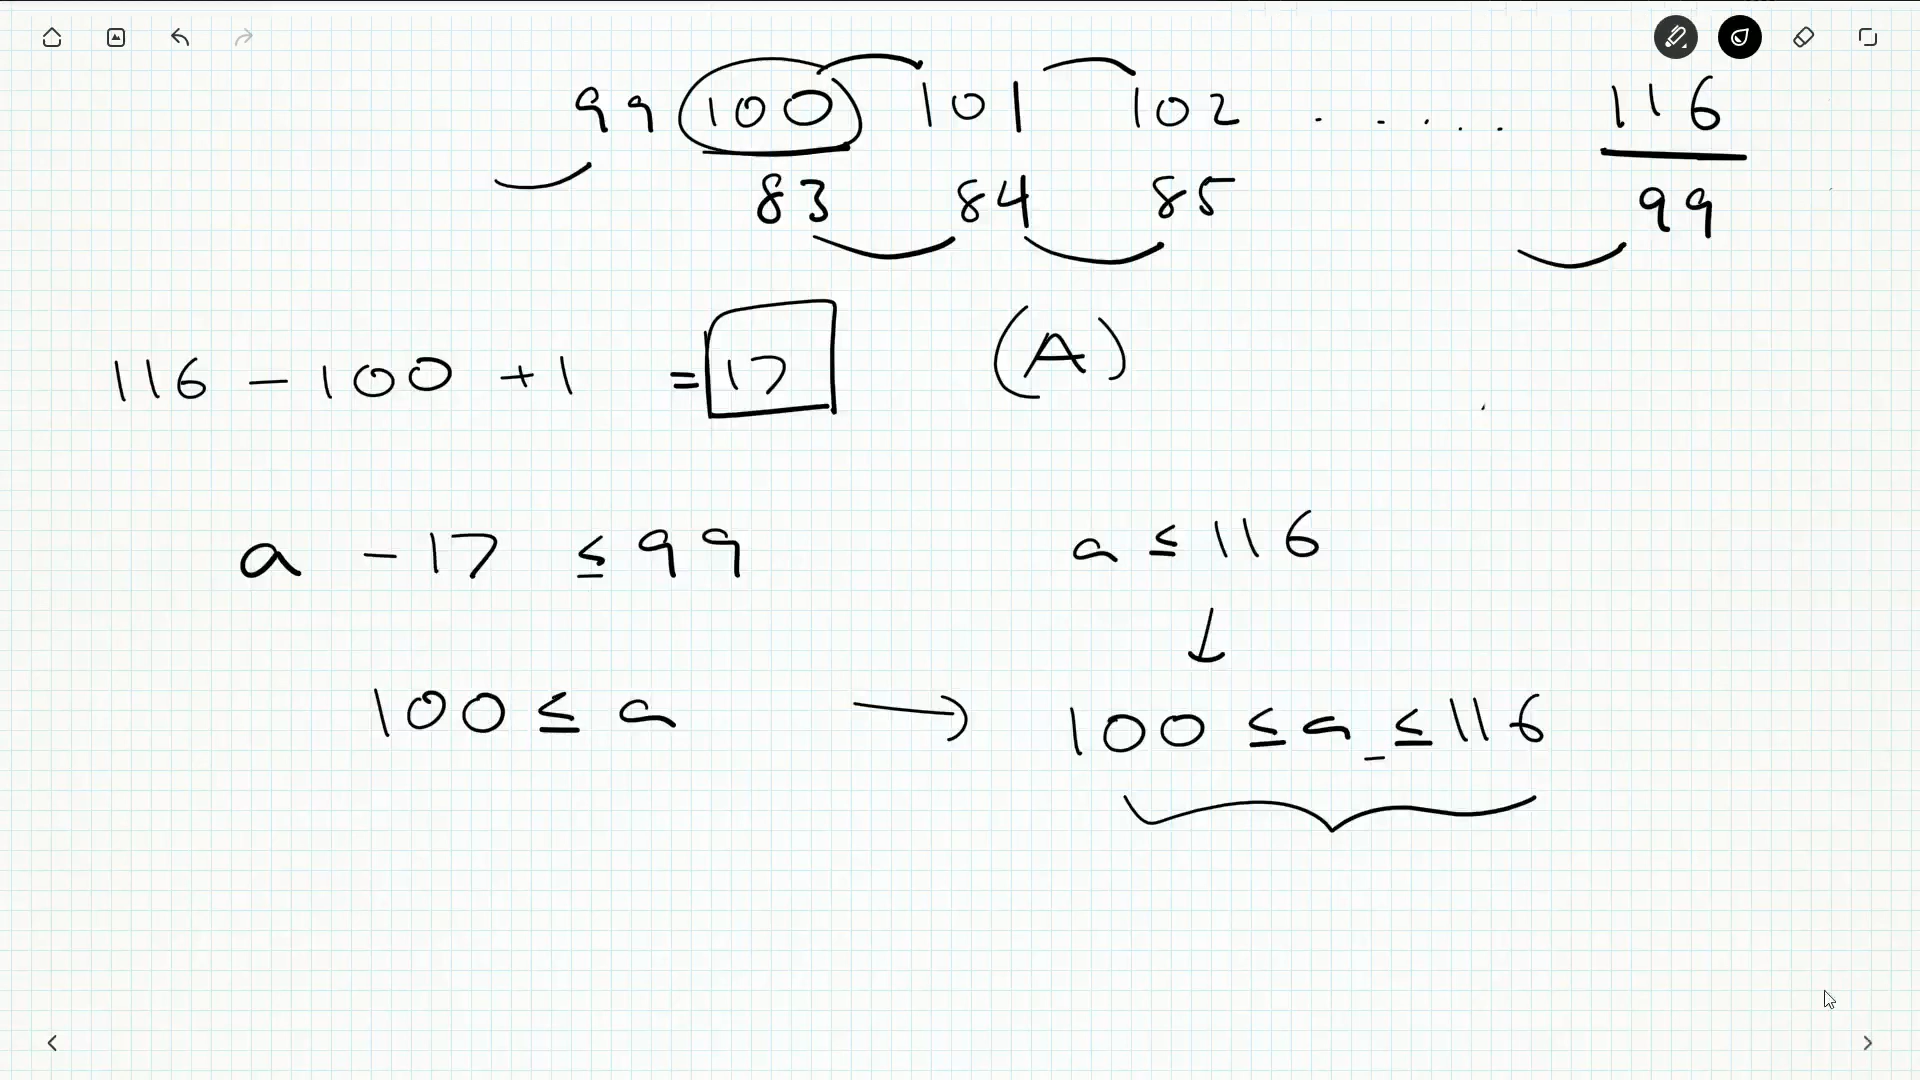 99 100 101 102 ..... 116
83 84 85 99
116 - 100 + 1 = 17 (A)
a - 17 ≤ 99 a ≤ 116
↓
100 ≤ a → 100 ≤ a ≤ 116